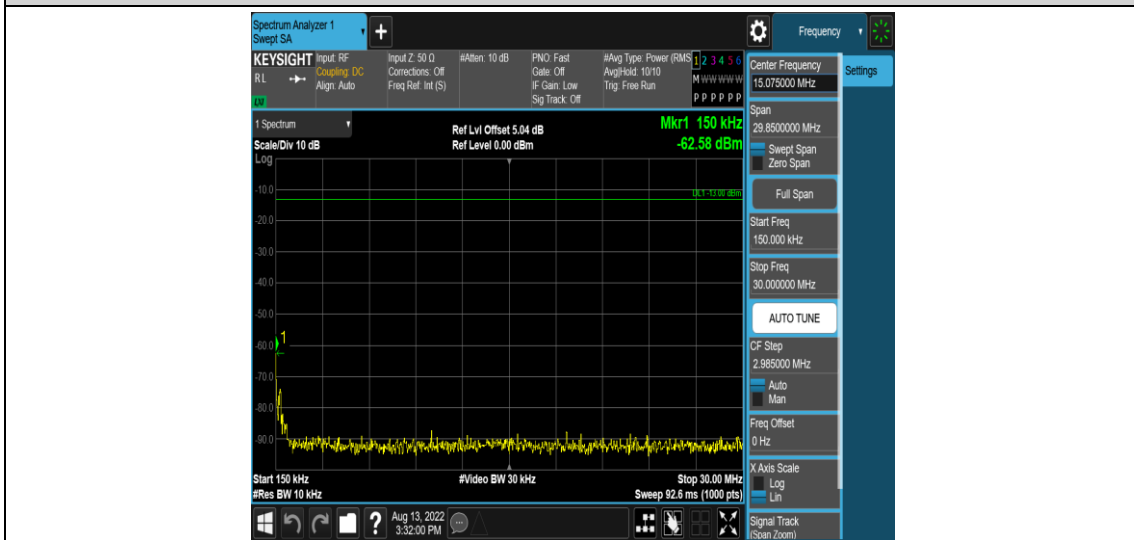 Spectrum Analyzer 1
Swept SA
+
Frequency
KEYSIGHT
RL
LXI
Input: RF
Coupling: DC
Align: Auto
Input Z: 50 Ω
Corrections: Off
Freq Ref: Int (S)
#Atten: 10 dB
PNO: Fast
Gate: Off
IF Gain: Low
Sig Track: Off
#Avg Type: Power (RMS
Avg|Hold: 10/10
Trig: Free Run
1 2 3 4 5 6
M W W W W W
P P P P P P
1 Spectrum
Scale/Div 10 dB
Ref Lvl Offset 5.04 dB
Ref Level 0.00 dBm
Mkr1 150 kHz
-62.58 dBm
Log
DL1 -13.00 dBm
-10.0
-20.0
-30.0
-40.0
-50.0
-60.0
-70.0
-80.0
-90.0
1
Start 150 kHz
#Res BW 10 kHz
#Video BW 30 kHz
Stop 30.00 MHz
Sweep 92.6 ms (1000 pts)
Center Frequency
15.075000 MHz
Settings
Span
29.8500000 MHz
Swept Span
Zero Span
Full Span
Start Freq
150.000 kHz
Stop Freq
30.000000 MHz
AUTO TUNE
CF Step
2.985000 MHz
Auto
Man
Freq Offset
0 Hz
X Axis Scale
Log
Lin
Signal Track
(Span Zoom)
?
Aug 13, 2022
3:32:00 PM